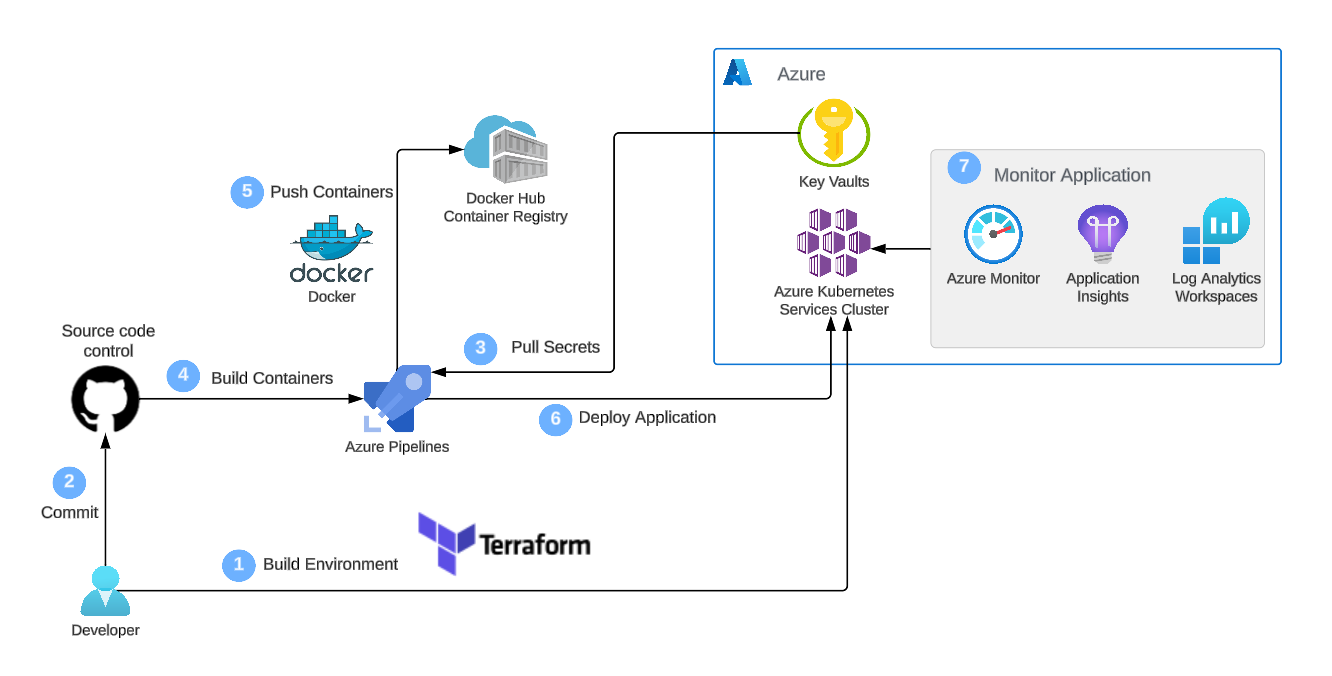 Azure
Key Vaults
7
Monitor Application
Azure Monitor
Application
Insights
Log Analytics
Workspaces
Azure Kubernetes
Services Cluster
5
Push Containers
docker
Docker
Docker Hub
Container Registry
Source code
control
4
Build Containers
3
Pull Secrets
Azure Pipelines
6
Deploy Application
2
Commit
1
Build Environment
Terraform
Developer